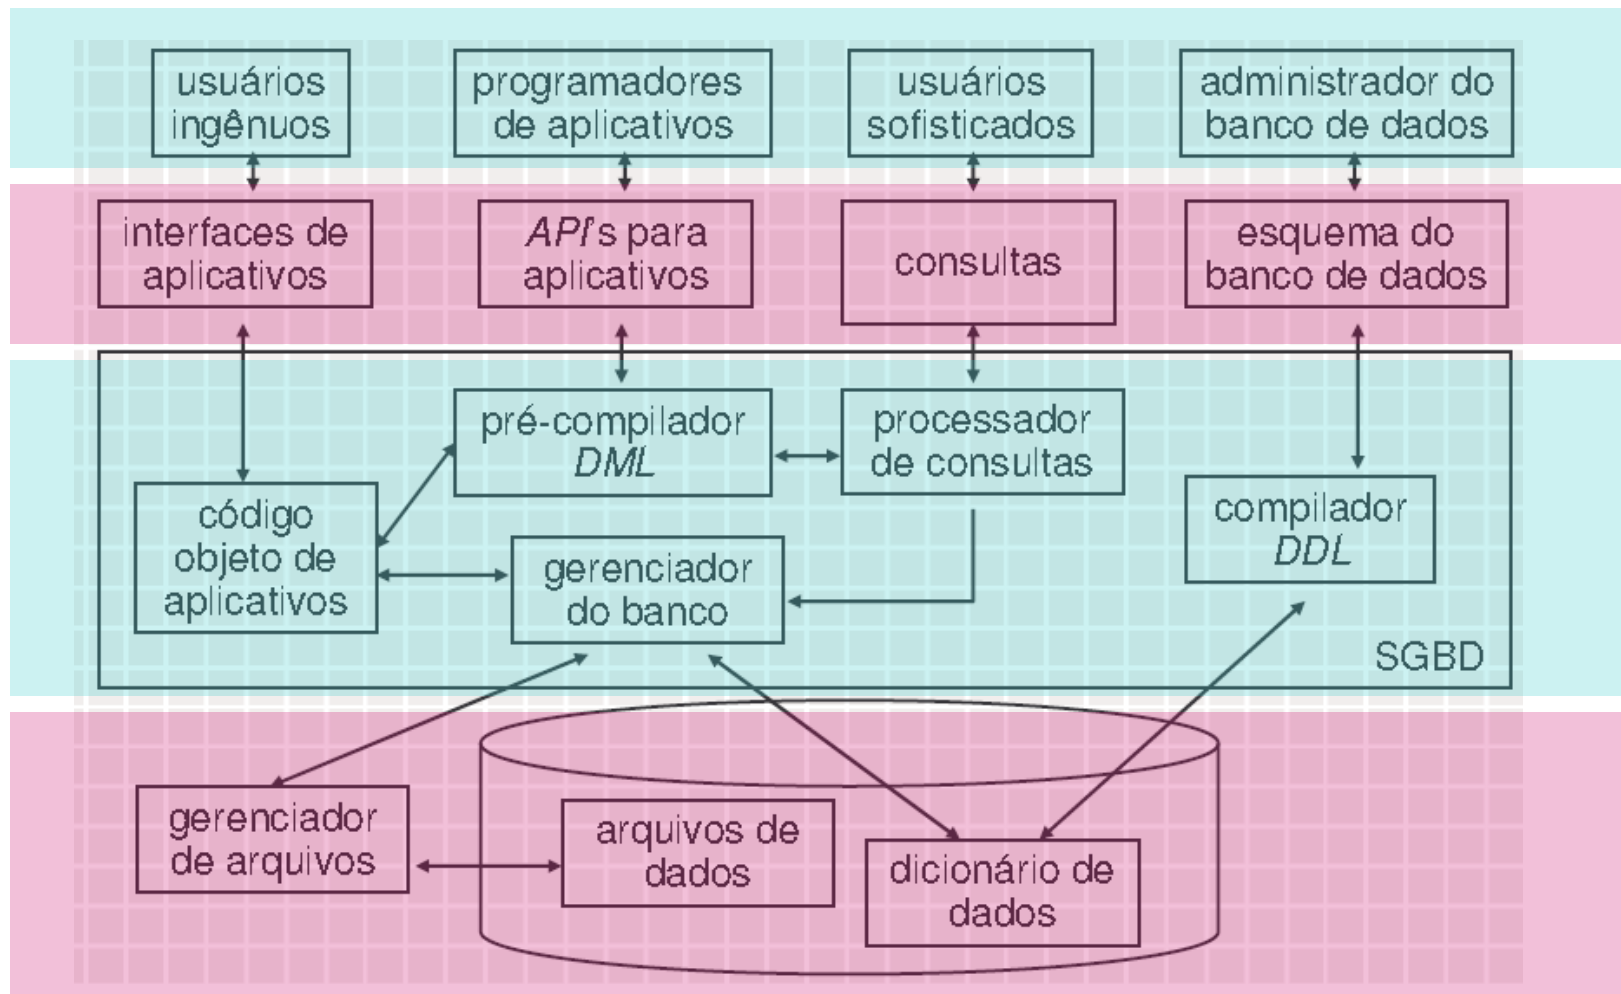 usuários
ingênuos
programadores
de aplicativos
usuários
sofisticados
administrador do
banco de dados
interfaces de
aplicativos
API's para
aplicativos
consultas
esquema do
banco de dados
pré-compilador
DML
processador
de consultas
código
objeto de
aplicativos
gerenciador
do banco
compilador
DDL
SGBD
gerenciador
de arquivos
arquivos de
dados
dicionário de
dados